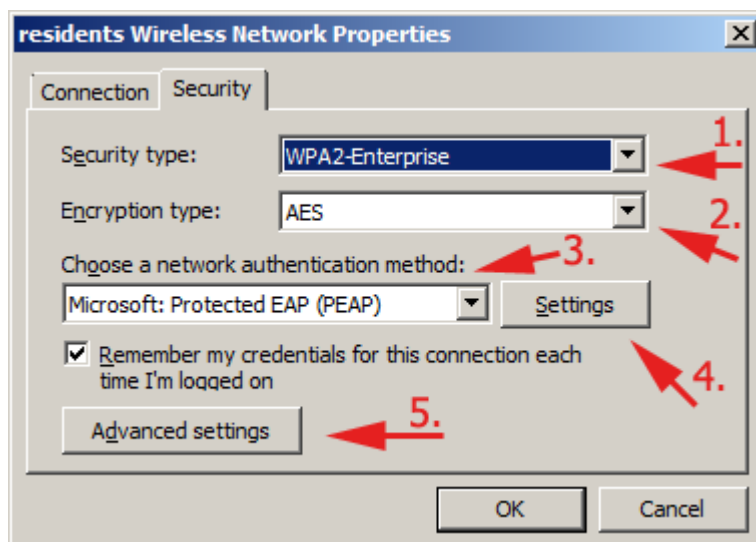 residents Wireless Network Properties
Connection Security
Security type: WPA2-Enterprise 1.
Encryption type: AES 2.
Choose a network authentication method: 3.
Microsoft: Protected EAP (PEAP) Settings
Remember my credentials for this connection each
time I'm logged on 4.
Advanced settings 5.
OK Cancel